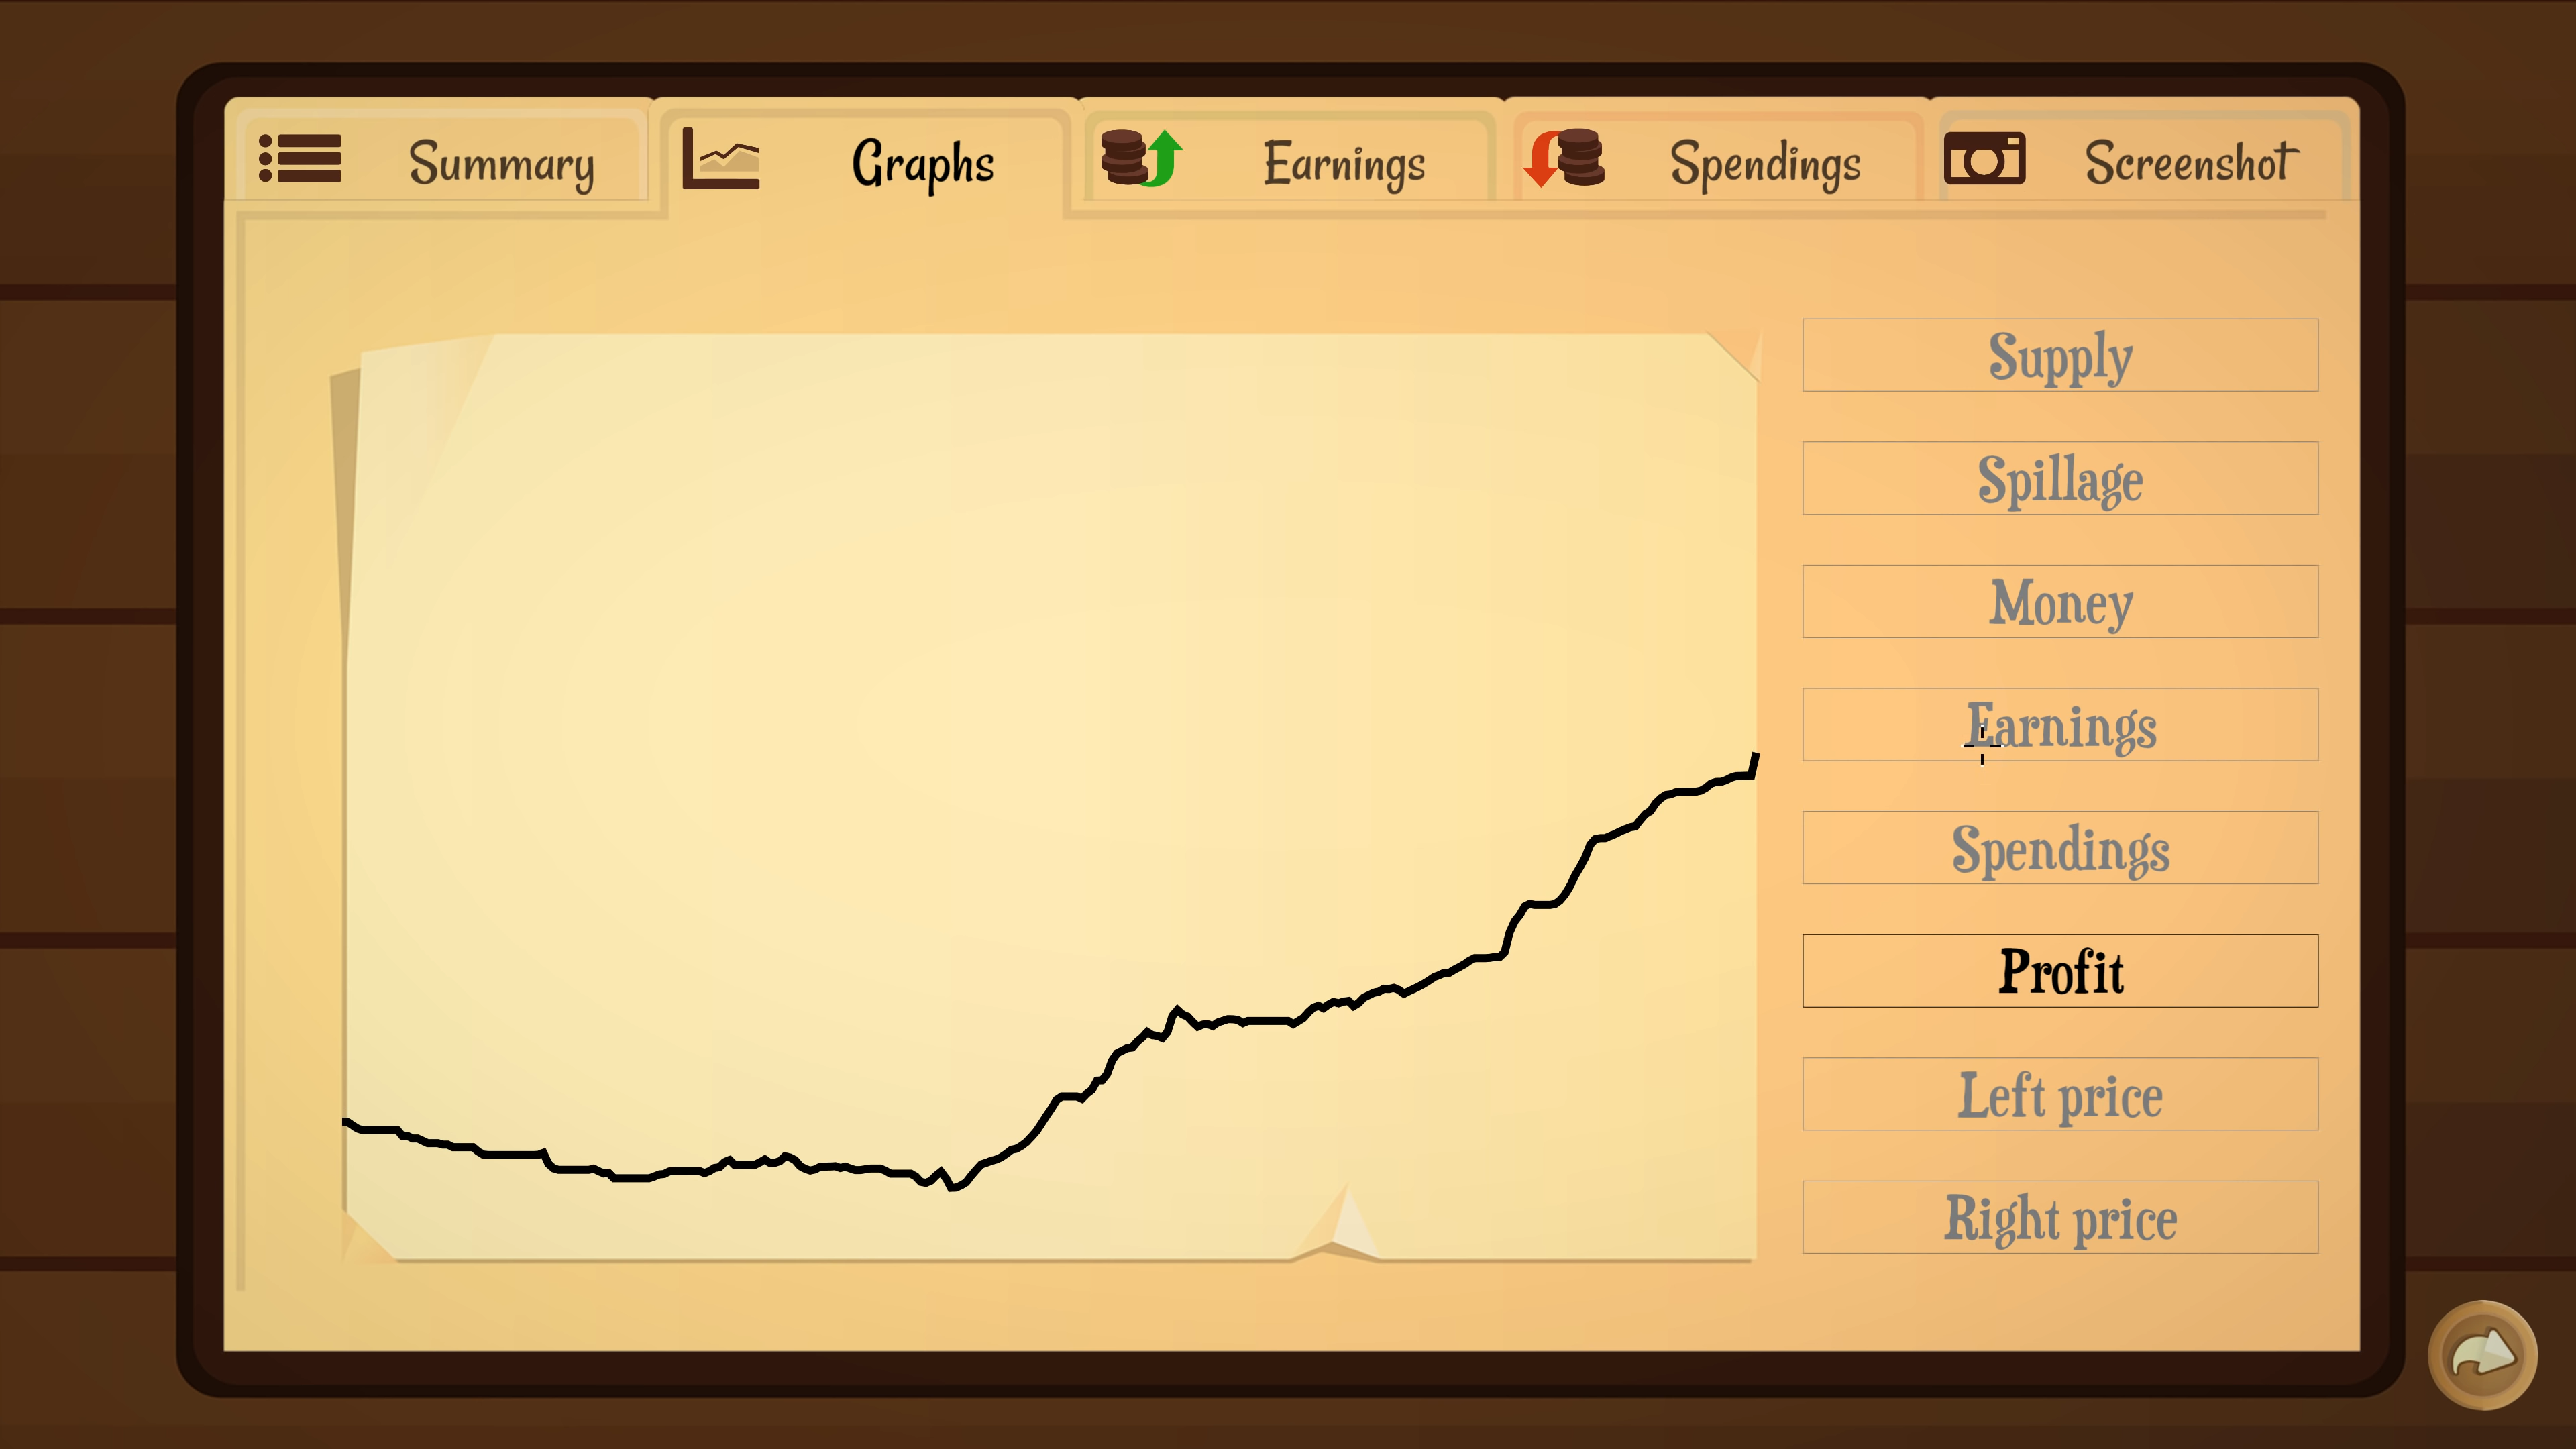 Summary
Graphs
Earnings
Spendings
Screenshot
Supply
Spillage
Money
Earnings
Spendings
Profit
Left price
Right price